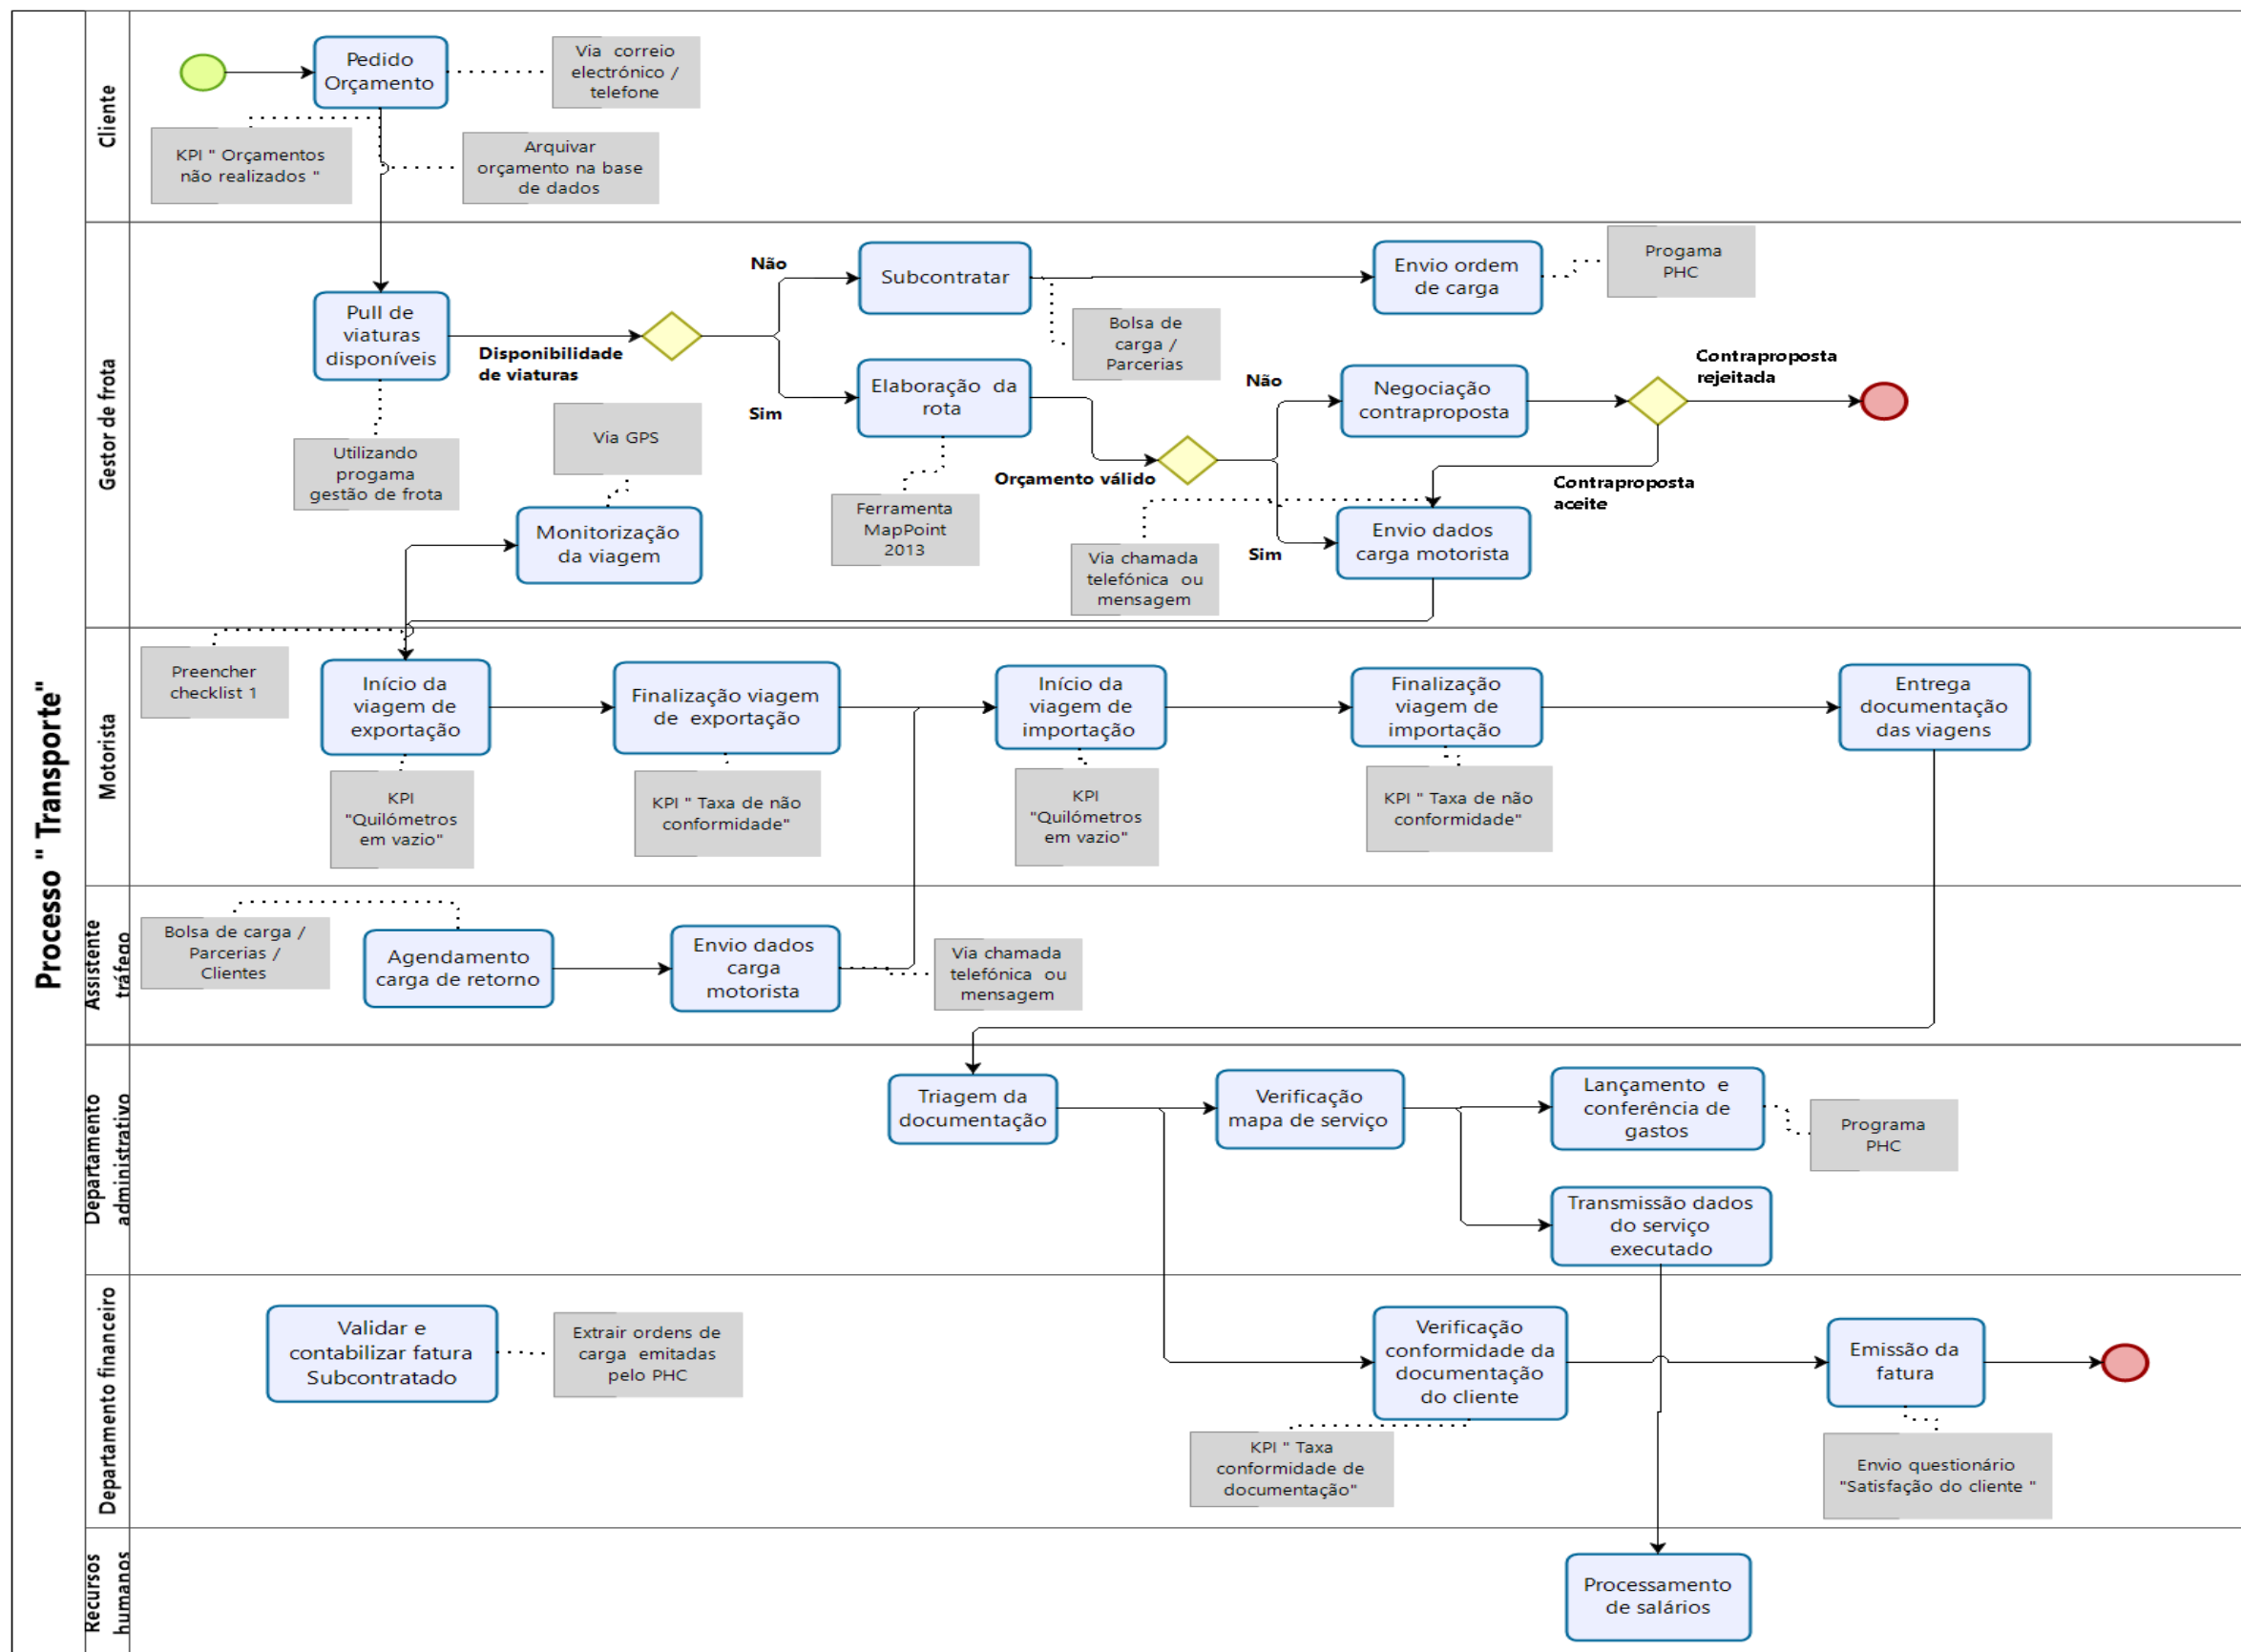 Processo " Transporte"
Cliente
Pedido
Orçamento
Via correio
electrónico /
telefone
KPI " Orçamentos
não realizados "
Arquivar
orçamento na base
de dados
Gestor de frota
Pull de
viaturas
disponíveis
Disponibilidade
de viaturas
Utilizando
progama
gestão de frota
Não
Sim
Subcontratar
Bolsa de
carga /
Parcerias
Envio ordem
de carga
Progama
PHC
Elaboração da
rota
Ferramenta
MapPoint
2013
Orçamento válido
Não
Sim
Negociação
contraproposta
Contraproposta
rejeitada
Contraproposta
aceite
Envio dados
carga motorista
Via chamada
telefónica ou
mensagem
Via GPS
Monitorização
da viagem
Motorista
Preencher
checklist 1
Início da
viagem de
exportação
KPI
"Quilómetros
em vazio"
Finalização viagem
de exportação
KPI " Taxa de não
conformidade"
Início da
viagem de
importação
KPI
"Quilómetros
em vazio"
Finalização
viagem de
importação
KPI " Taxa de não
conformidade"
Entrega
documentação
das viagens
Assistente
tráfego
Bolsa de carga /
Parcerias /
Clientes
Agendamento
carga de retorno
Envio dados
carga
motorista
Via chamada
telefónica ou
mensagem
Departamento
administrativo
Triagem da
documentação
Verificação
mapa de serviço
Lançamento e
conferência de
gastos
Programa
PHC
Transmissão dados
do serviço
executado
Departamento financeiro
Validar e
contabilizar fatura
Subcontratado
Extrair ordens de
carga emitadas
pelo PHC
Verificação
conformidade da
documentação
do cliente
KPI " Taxa
conformidade de
documentação"
Emissão da
fatura
Envio questionário
"Satisfação do cliente "
Recursos
humanos
Processamento
de salários